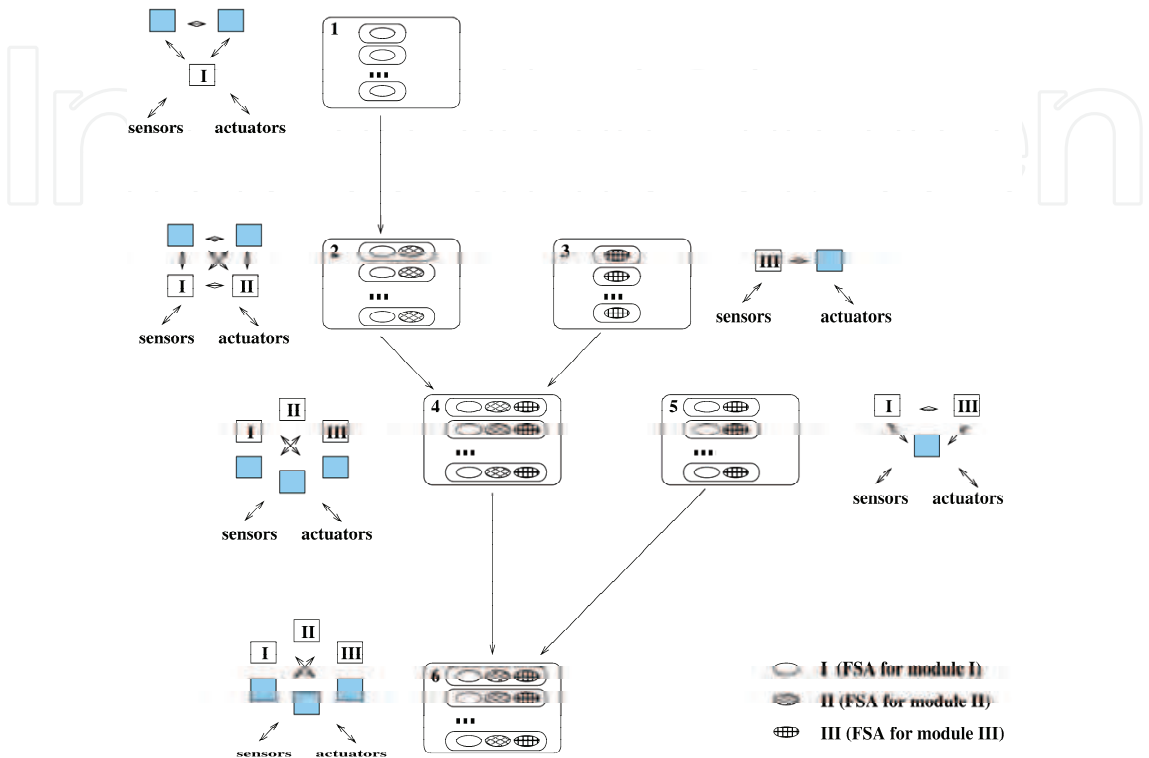 1
I
sensors actuators
2
3
III
I II
sensors actuators
sensors actuators
4
5
I III
II
I III
sensors actuators
sensors actuators
II
I III
6
I (FSA for module I)
II (FSA for module II)
III (FSA for module III)
sensors actuators